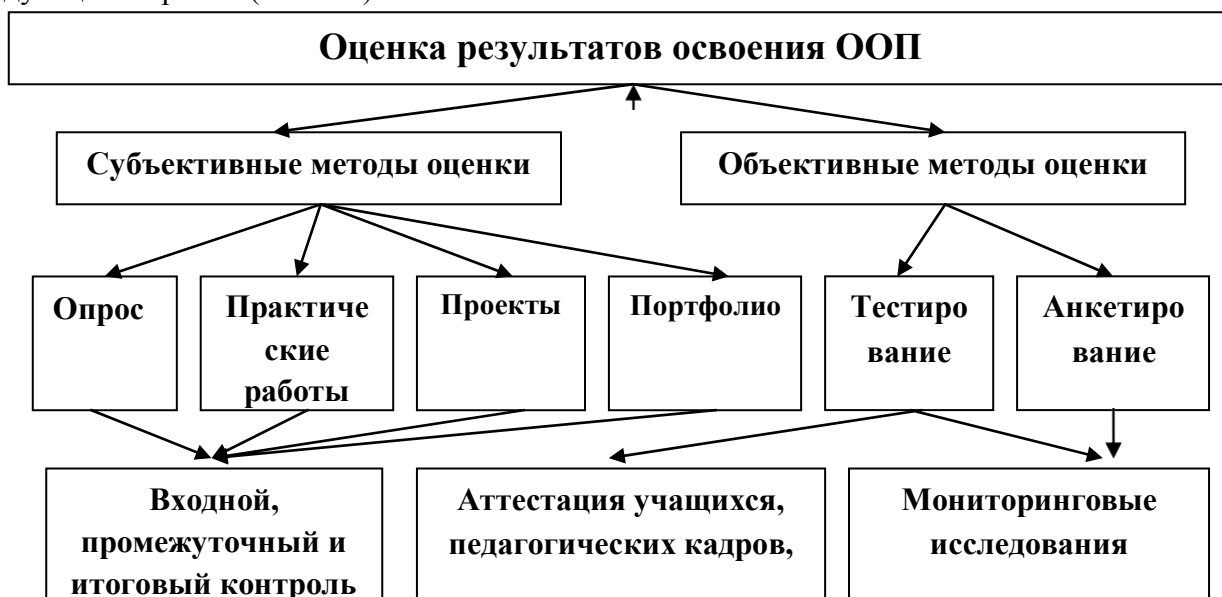 Оценка результатов освоения ООП
Субъективные методы оценки
Объективные методы оценки
Опрос
Практиче
ские
работы
Проекты
Портфолио
Тестиро
вание
Анкетиро
вание
Входной,
промежуточный и
итоговый контроль
Аттестация учащихся,
педагогических кадров,
Мониторинговые
исследования